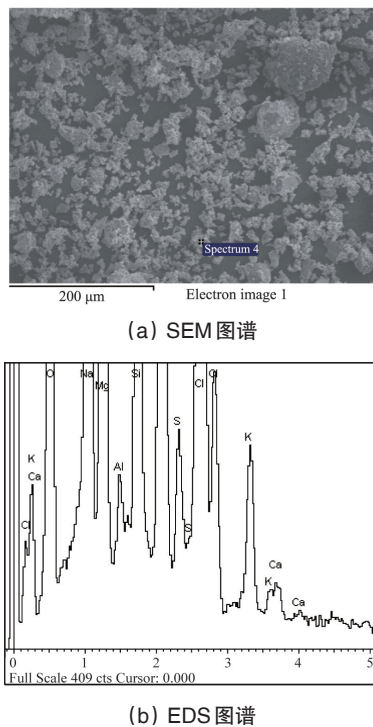 Spectrum 4
200 μm Electron image 1
(a) SEM图谱
O Na Mg Si Cl Cl
K Ca Cl Al S S K Ca K Ca
0 1 2 3 4 5
Full Scale 409 cts Cursor: 0.000
(b) EDS图谱